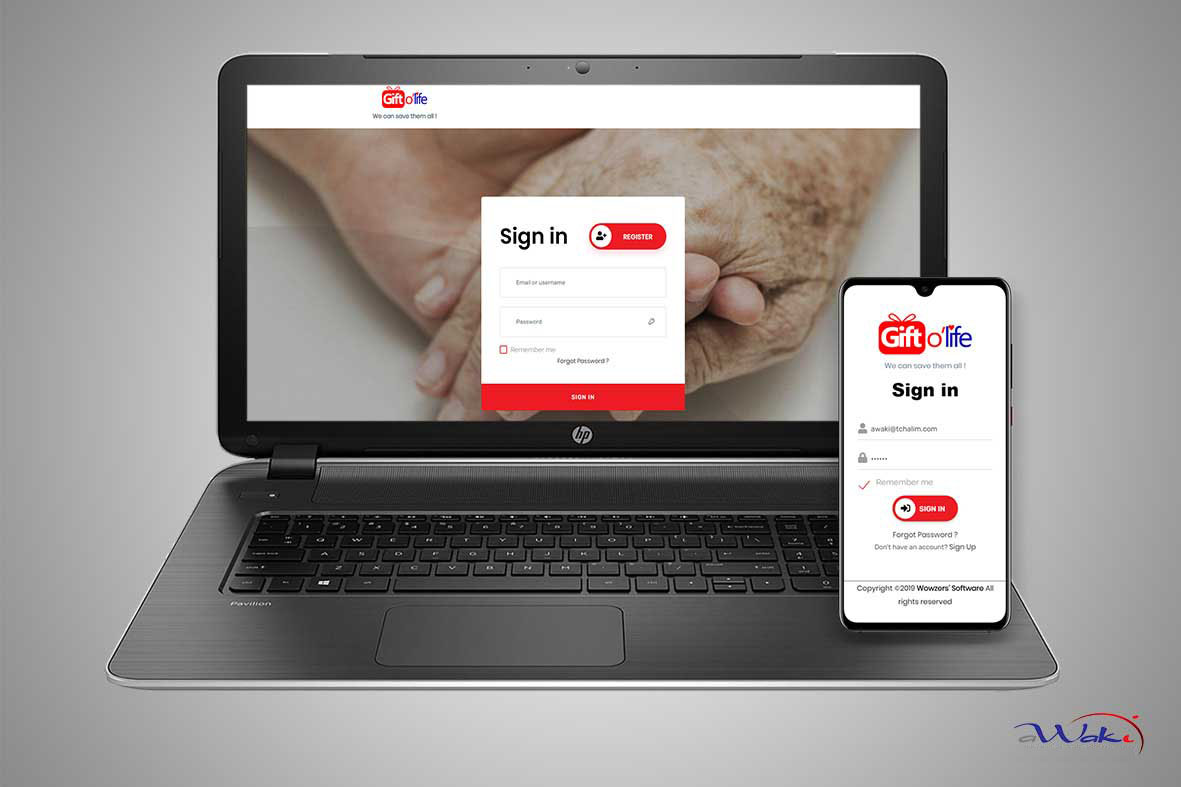 Gift o'life
We can save them all !
Sign in
REGISTER
Email or username
Password
Remember me
Forgot Password ?
SIGN IN
hp
Pavilion
Gift o'life
We can save them all !
Sign in
awaki@tchalim.com
Remember me
SIGN IN
Forgot Password ?
Don't have an account? Sign Up
Copyright ©2019 Wowzers' Software All
rights reserved
aWaki